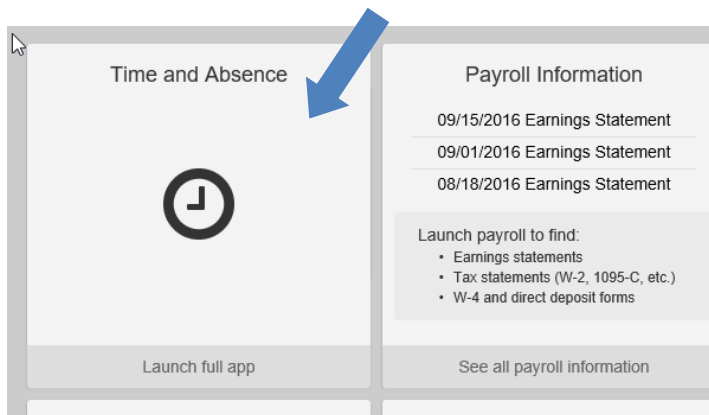 Time and Absence
Launch full app
Payroll Information
09/15/2016 Earnings Statement
09/01/2016 Earnings Statement
08/18/2016 Earnings Statement
Launch payroll to find:
• Earnings statements
• Tax statements (W-2, 1095-C, etc.)
• W-4 and direct deposit forms
See all payroll information